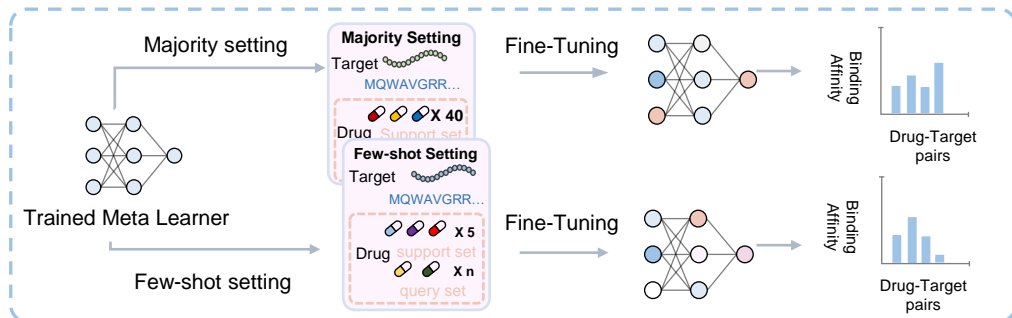 Majority setting
Trained Meta Learner
Few-shot setting
Majority Setting
Target
MQWAVGRR...
X 40
Drug
Support set
Few-shot Setting
Target
MQWAVGRR...
X 5
Drug
support set
X n
query set
Fine-Tuning
Fine-Tuning
Binding
Affinity
Drug-Target
pairs
Binding
Affinity
Drug-Target
pairs